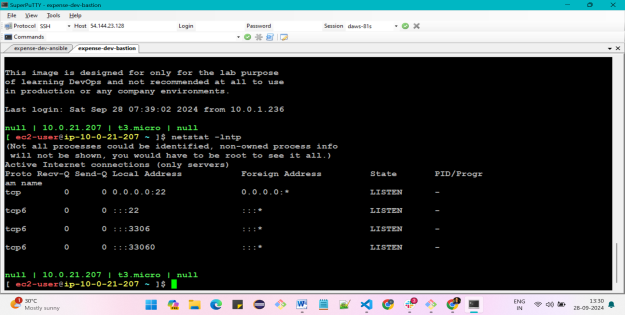 SuperPuTTY - expense-dev-bastion
File View Tools Help
Protocol SSH Host 54.144.23.128 Login Password Session daws-81s
Commands
expense-dev-ansible expense-dev-bastion
This image is designed for only for the lab purpose
of learning DevOps and not recommended at all to use
in production or any company environments.
Last login: Sat Sep 28 07:39:02 2024 from 10.0.1.236
null | 10.0.21.207 | t3.micro | null
[ ec2-user@ip-10-0-21-207 ~ ]$ netstat -lntp
(Not all processes could be identified, non-owned process info
will not be shown, you would have to be root to see it all.)
Active Internet connections (only servers)
Proto Recv-Q Send-Q Local Address Foreign Address State PID/Progr
am name
tcp 0 0 0.0.0.0:22 0.0.0.0:* LISTEN -
tcp6 0 0 :::22 :::* LISTEN -
tcp6 0 0 :::3306 :::* LISTEN -
tcp6 0 0 :::33060 :::* LISTEN -
null | 10.0.21.207 | t3.micro | null
[ ec2-user@ip-10-0-21-207 ~ ]$
30°C
Mostly sunny
ENG
IN
13:30
28-09-2024